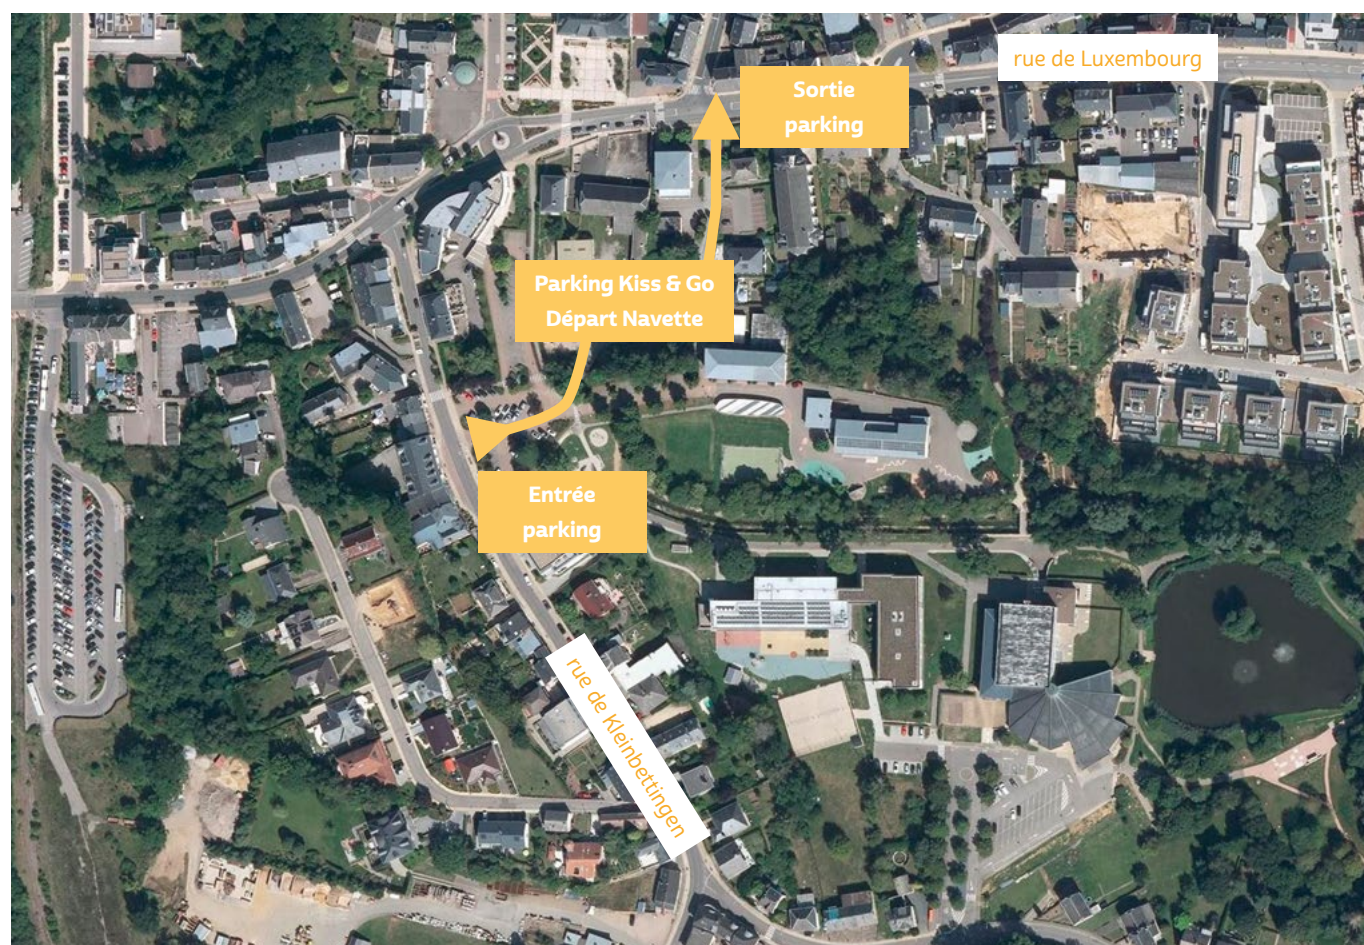 rue de Luxembourg
Sortie
parking
Parking Kiss & Go
Départ Navette
Entrée
parking
rue de Kleinbettingen